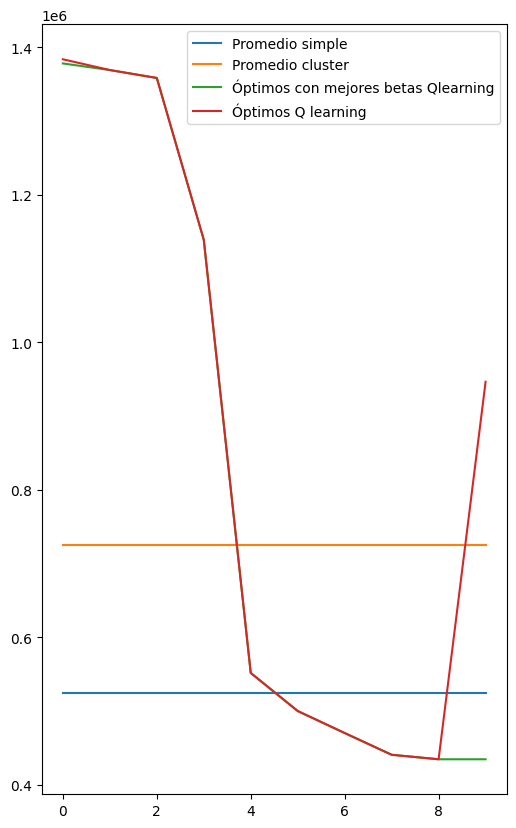 1e6
Promedio simple
Promedio cluster
Óptimos con mejores betas Qlearning
Óptimos Q learning
1.4
1.2
1.0
0.8
0.6
0.4
0 2 4 6 8